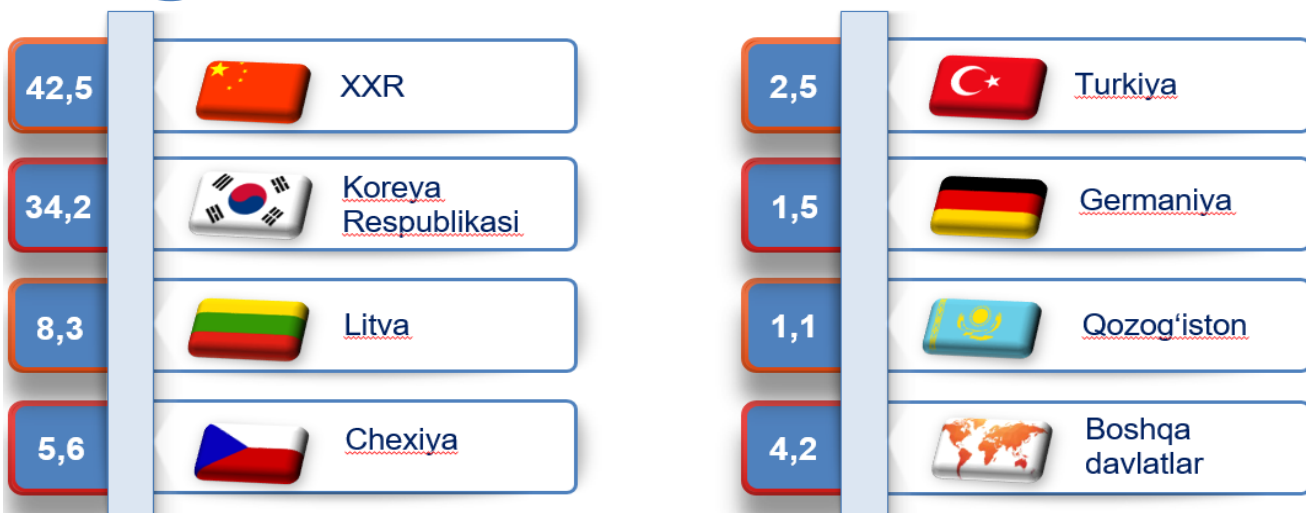 42,5
XXR
34,2
Koreya
Respublikasi
8,3
Litva
5,6
Chexiya
2,5
Turkiya
1,5
Germaniya
1,1
Qozog‘iston
4,2
Boshqa
davlatlar